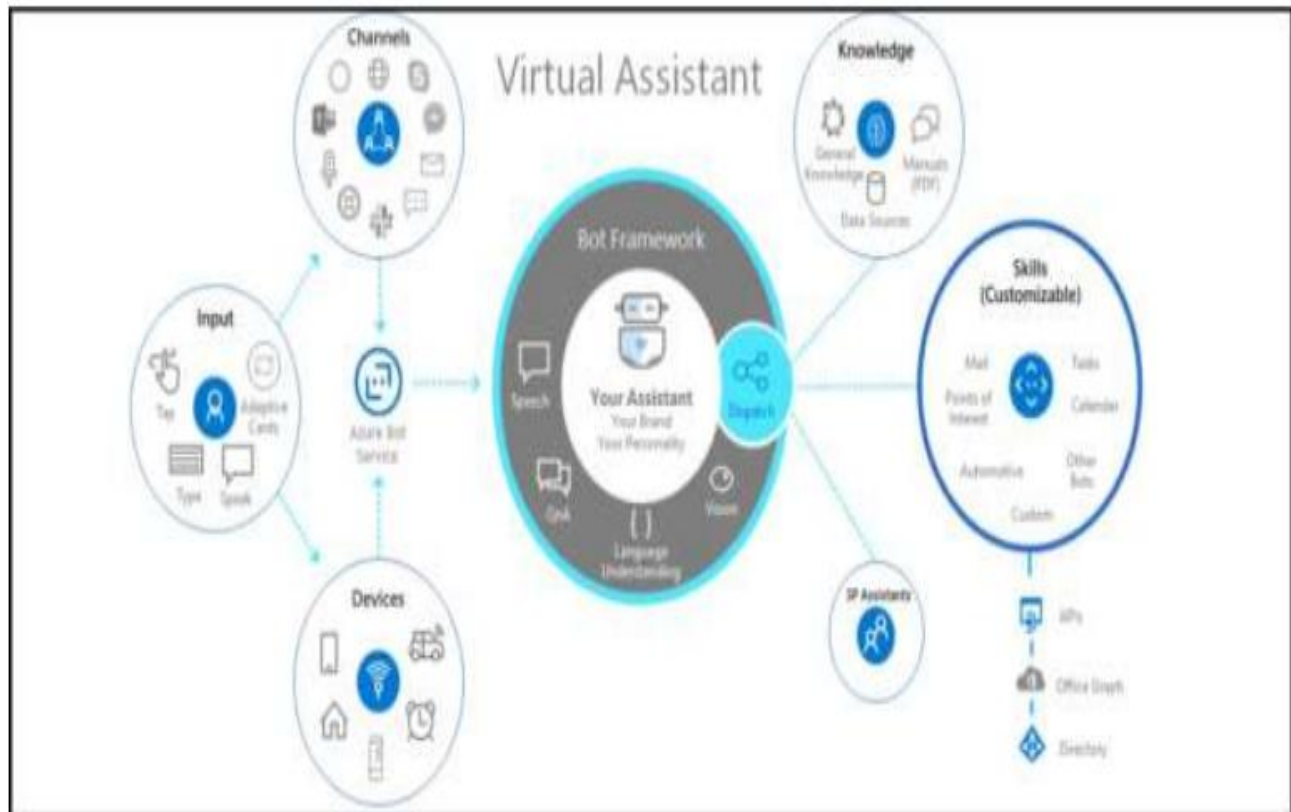 Virtual Assistant
Channels
Knowledge
General
Knowledge
Manuals
(PDF)
Data Sources
Input
Tap
Adaptive
Cards
Type
Speak
Azure Bot
Service
Bot Framework
Speech
Your Assistant
Your Brand
Your Personality
Dispatch
QnA
Vision
{ }
Language
Understanding
Skills
(Customizable)
Mail
Tasks
Points of
Interest
Calendar
Automotive
Other
Bots
Custom
Devices
SP Assistants
APIs
Office Graph
Directory